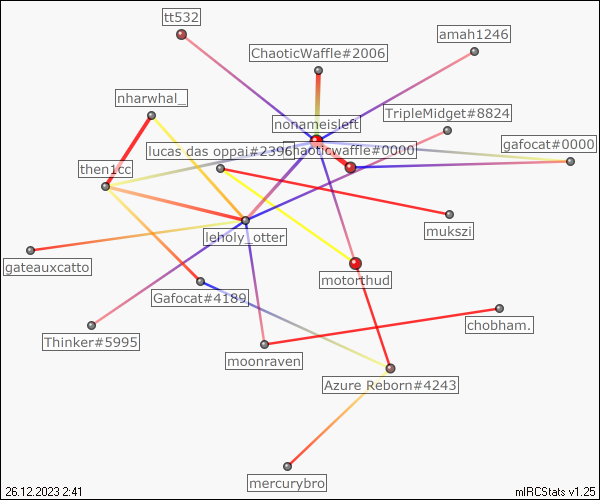 tt532
ChaoticWaffle#2006
amah1246
nharwhal_
TripleMidget#8824
nonameisleft
gafocat#0000
lucas das oppai#2396
chaoticwaffle#0000
then1cc
mukszi
leholy_otter
gateauxcatto
motorthud
Gafocat#4189
chobham.
Thinker#5995
moonraven
Azure Reborn#4243
mercurybro
26.12.2023 2:41
mIRCStats v1.25